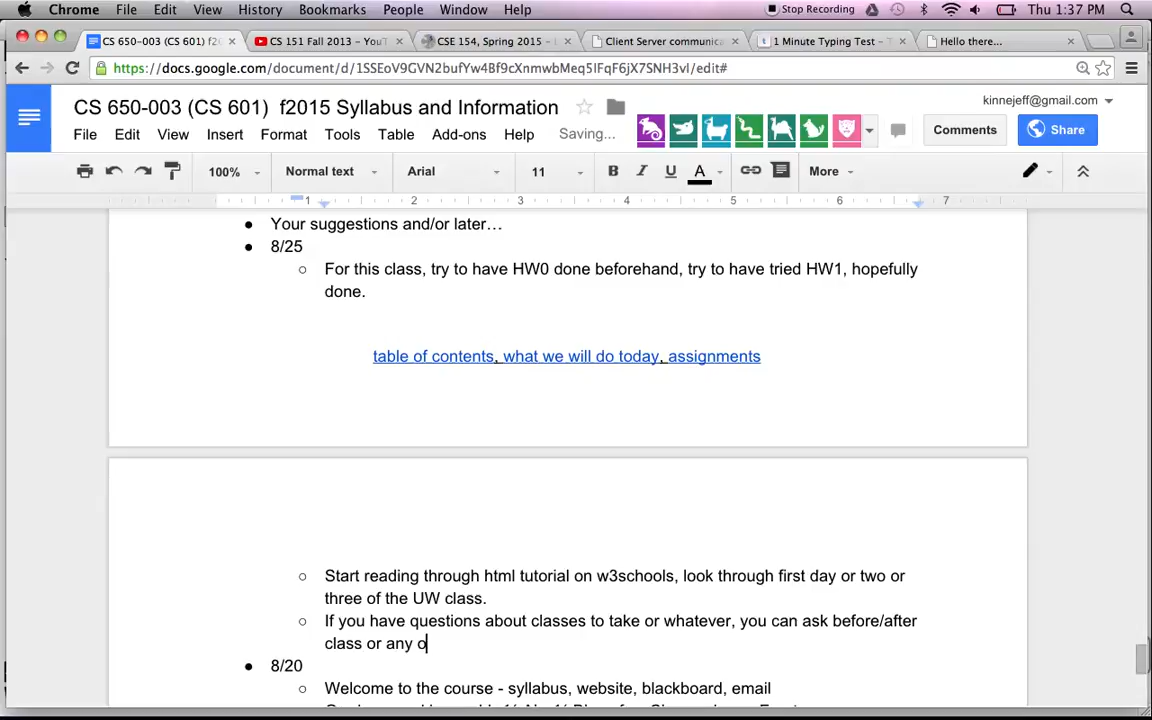 Chrome File Edit View History Bookmarks People Window Help Stop Recording Thu 1:37 PM
CS 650-003 (CS 601) f2 CS 151 Fall 2013 - YouT CSE 154, Spring 2015 - Client Server communica 1 Minute Typing Test - T Hello there...
https://docs.google.com/document/d/1SSEoV9GVN2bufYw4Bf9cXnmwbMeq5IFqF6jX7SNH3vI/edit#
CS 650-003 (CS 601) f2015 Syllabus and Information
kinnejeff@gmail.com
File Edit View Insert Format Tools Table Add-ons Help Saving... Comments Share
100% Normal text Arial 11 B I U A More
1 2 3 4 5 6 7
● Your suggestions and/or later…
● 8/25
○ For this class, try to have HW0 done beforehand, try to have tried HW1, hopefully
done.
table of contents, what we will do today, assignments
○ Start reading through html tutorial on w3schools, look through first day or two or
three of the UW class.
○ If you have questions about classes to take or whatever, you can ask before/after
class or any o
● 8/20
○ Welcome to the course - syllabus, website, blackboard, email